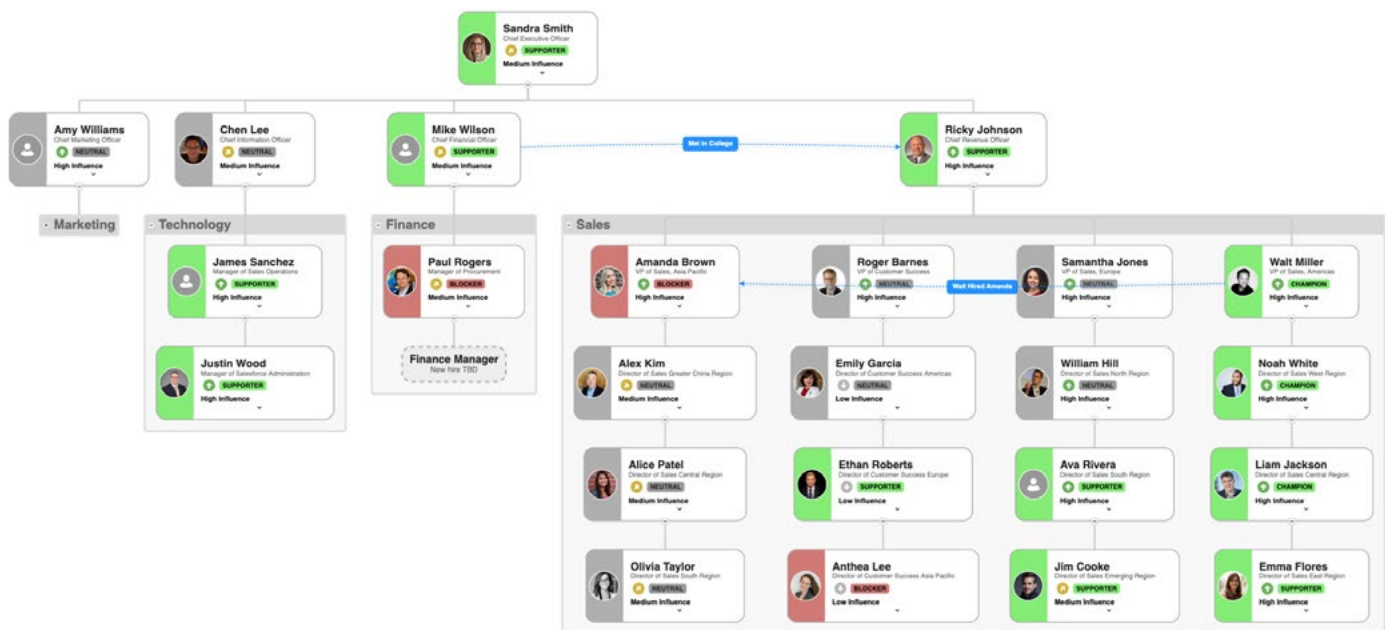 Sandra Smith
Chief Executive Officer
SUPPORTER
Medium Influence
Amy Williams
Chief Marketing Officer
NEUTRAL
High Influence
Chen Lee
Chief Information Officer
NEUTRAL
Medium Influence
Mike Wilson
Chief Financial Officer
SUPPORTER
Medium Influence
Met In College
Ricky Johnson
Chief Revenue Officer
SUPPORTER
High Influence
Marketing
Technology
James Sanchez
Manager of Sales Operations
SUPPORTER
High Influence
Justin Wood
Manager of Salesforce Administration
SUPPORTER
High Influence
Finance
Paul Rogers
Manager of Procurement
BLOCKER
Medium Influence
Finance Manager
New hire TBD
Sales
Amanda Brown
VP of Sales, Asia Pacific
BLOCKER
High Influence
Roger Barnes
VP of Customer Success
NEUTRAL
High Influence
Walt Hired Amanda
Samantha Jones
VP of Sales, Europe
NEUTRAL
High Influence
Walt Miller
VP of Sales, Americas
CHAMPION
High Influence
Alex Kim
Director of Sales Greater China Region
NEUTRAL
Medium Influence
Emily Garcia
Director of Customer Success Americas
NEUTRAL
Low Influence
William Hill
Director of Sales North Region
NEUTRAL
High Influence
Noah White
Director of Sales West Region
CHAMPION
High Influence
Alice Patel
Director of Sales Central Region
NEUTRAL
Medium Influence
Ethan Roberts
Director of Customer Success Europe
SUPPORTER
Low Influence
Ava Rivera
Director of Sales South Region
SUPPORTER
High Influence
Liam Jackson
Director of Sales Central Region
CHAMPION
High Influence
Olivia Taylor
Director of Sales South Region
NEUTRAL
Medium Influence
Anthea Lee
Director of Customer Success Asia Pacific
BLOCKER
Low Influence
Jim Cooke
Director of Sales Emerging Region
SUPPORTER
Medium Influence
Emma Flores
Director of Sales East Region
SUPPORTER
High Influence